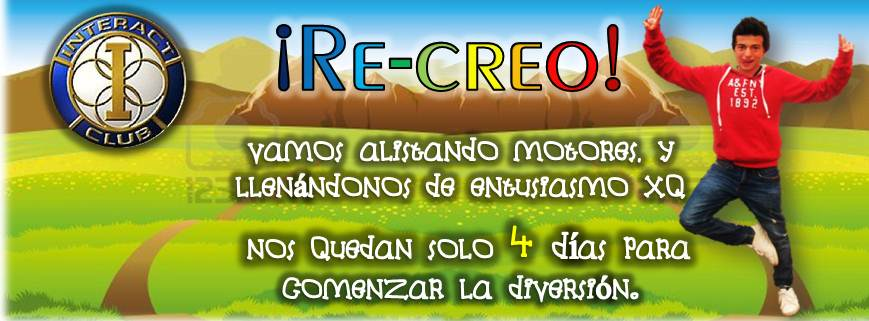 INTERACT
I
CLUB
¡RE-CREO!
A&FNY
EST.
1892
VAMOS ALISTANDO MOTORES, Y
LLENÁNDONOS DE ENTUSIASMO XQ
NOS QUEDAN SOLO 4 DÍAS PARA
COMENZAR LA DIVERSIÓN.